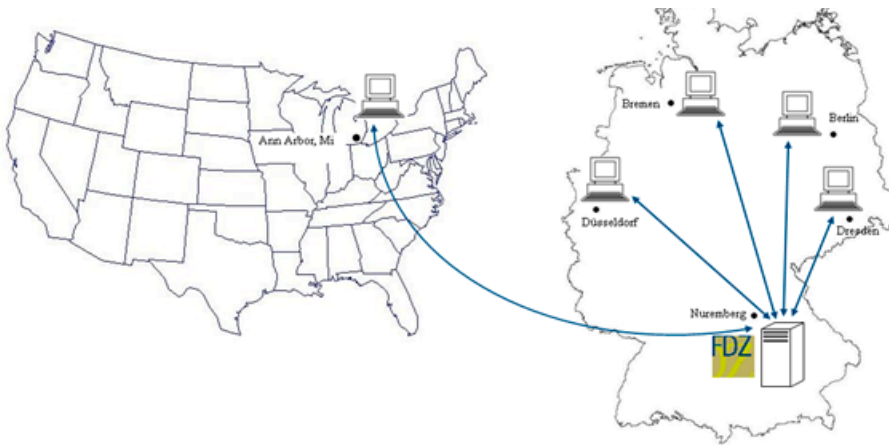 Ann Arbor, Mi
Bremen
Berlin
Düsseldorf
Dresden
Nuremberg
FDZ